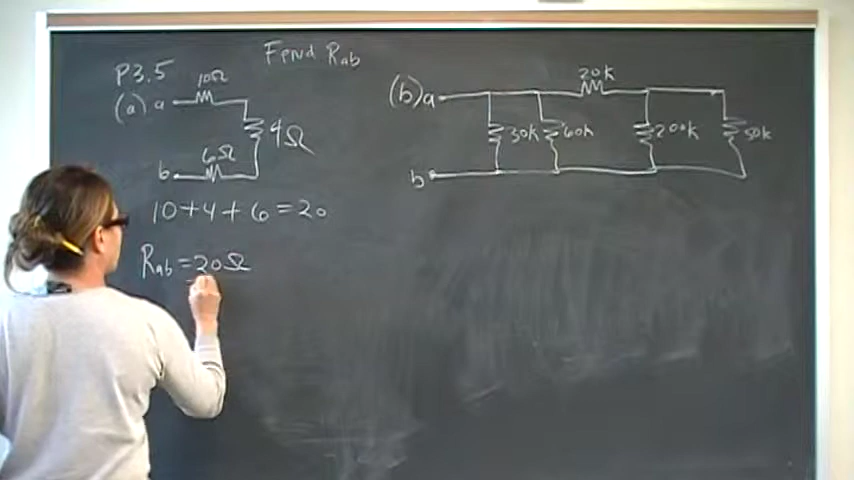 Find Rab
P3.5
(a) a 10Ω
4Ω
b 6Ω
10+4+6=20
Rab=20Ω
(b) a 20k
30k 60k 200k 50k
b